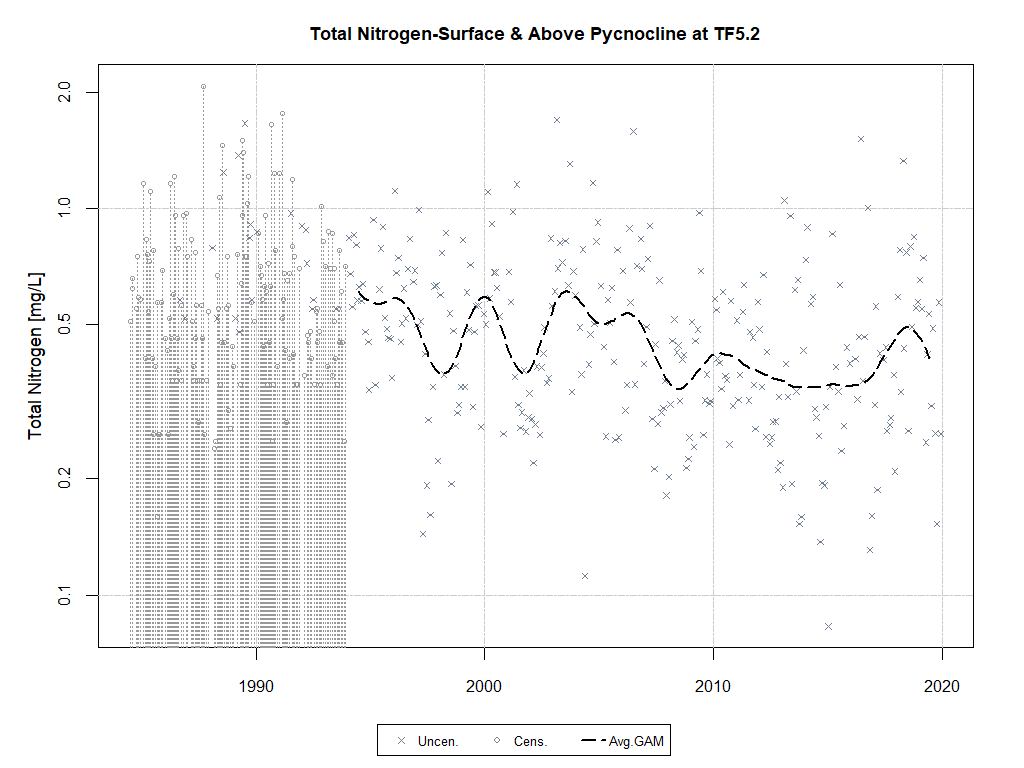 Total Nitrogen-Surface & Above Pycnocline at TF5.2
Total Nitrogen [mg/L]
2.0
1.0
0.5
0.2
0.1
1990 2000 2010 2020
Uncen. Cens. Avg.GAM